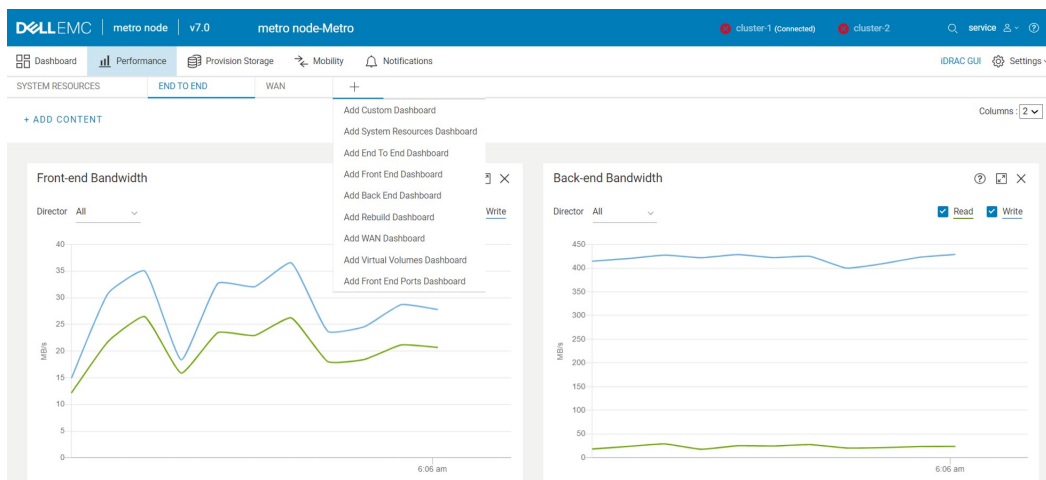 DELLEMC metro node v7.0 metro node-Metro cluster-1 (Connected) cluster-2 service
Dashboard Performance Provision Storage Mobility Notifications iDRAC GUI Settings
SYSTEM RESOURCES END TO END WAN +
+ ADD CONTENT
Columns : 2
Add Custom Dashboard
Add System Resources Dashboard
Add End To End Dashboard
Add Front End Dashboard
Add Back End Dashboard
Add Rebuild Dashboard
Add WAN Dashboard
Add Virtual Volumes Dashboard
Add Front End Ports Dashboard
Front-end Bandwidth
Director All
Write
40
35
30
25
20
15
10
5
0
MB/s
6:06 am
Back-end Bandwidth
Director All
Read Write
450
400
350
300
250
200
150
100
50
0
MB/s
6:06 am